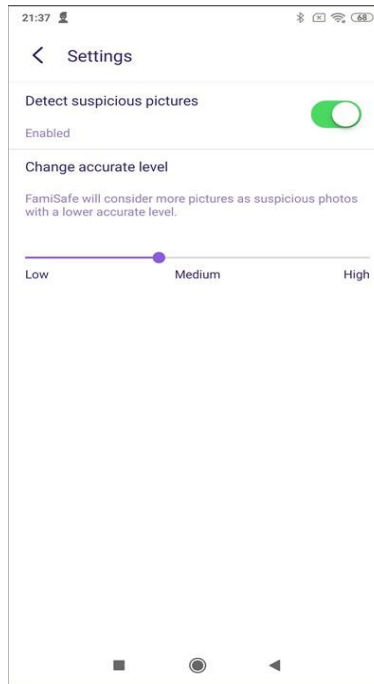 21:37 68
Settings
Detect suspicious pictures
Enabled
Change accurate level
FamiSafe will consider more pictures as suspicious photos
with a lower accurate level.
Low Medium High